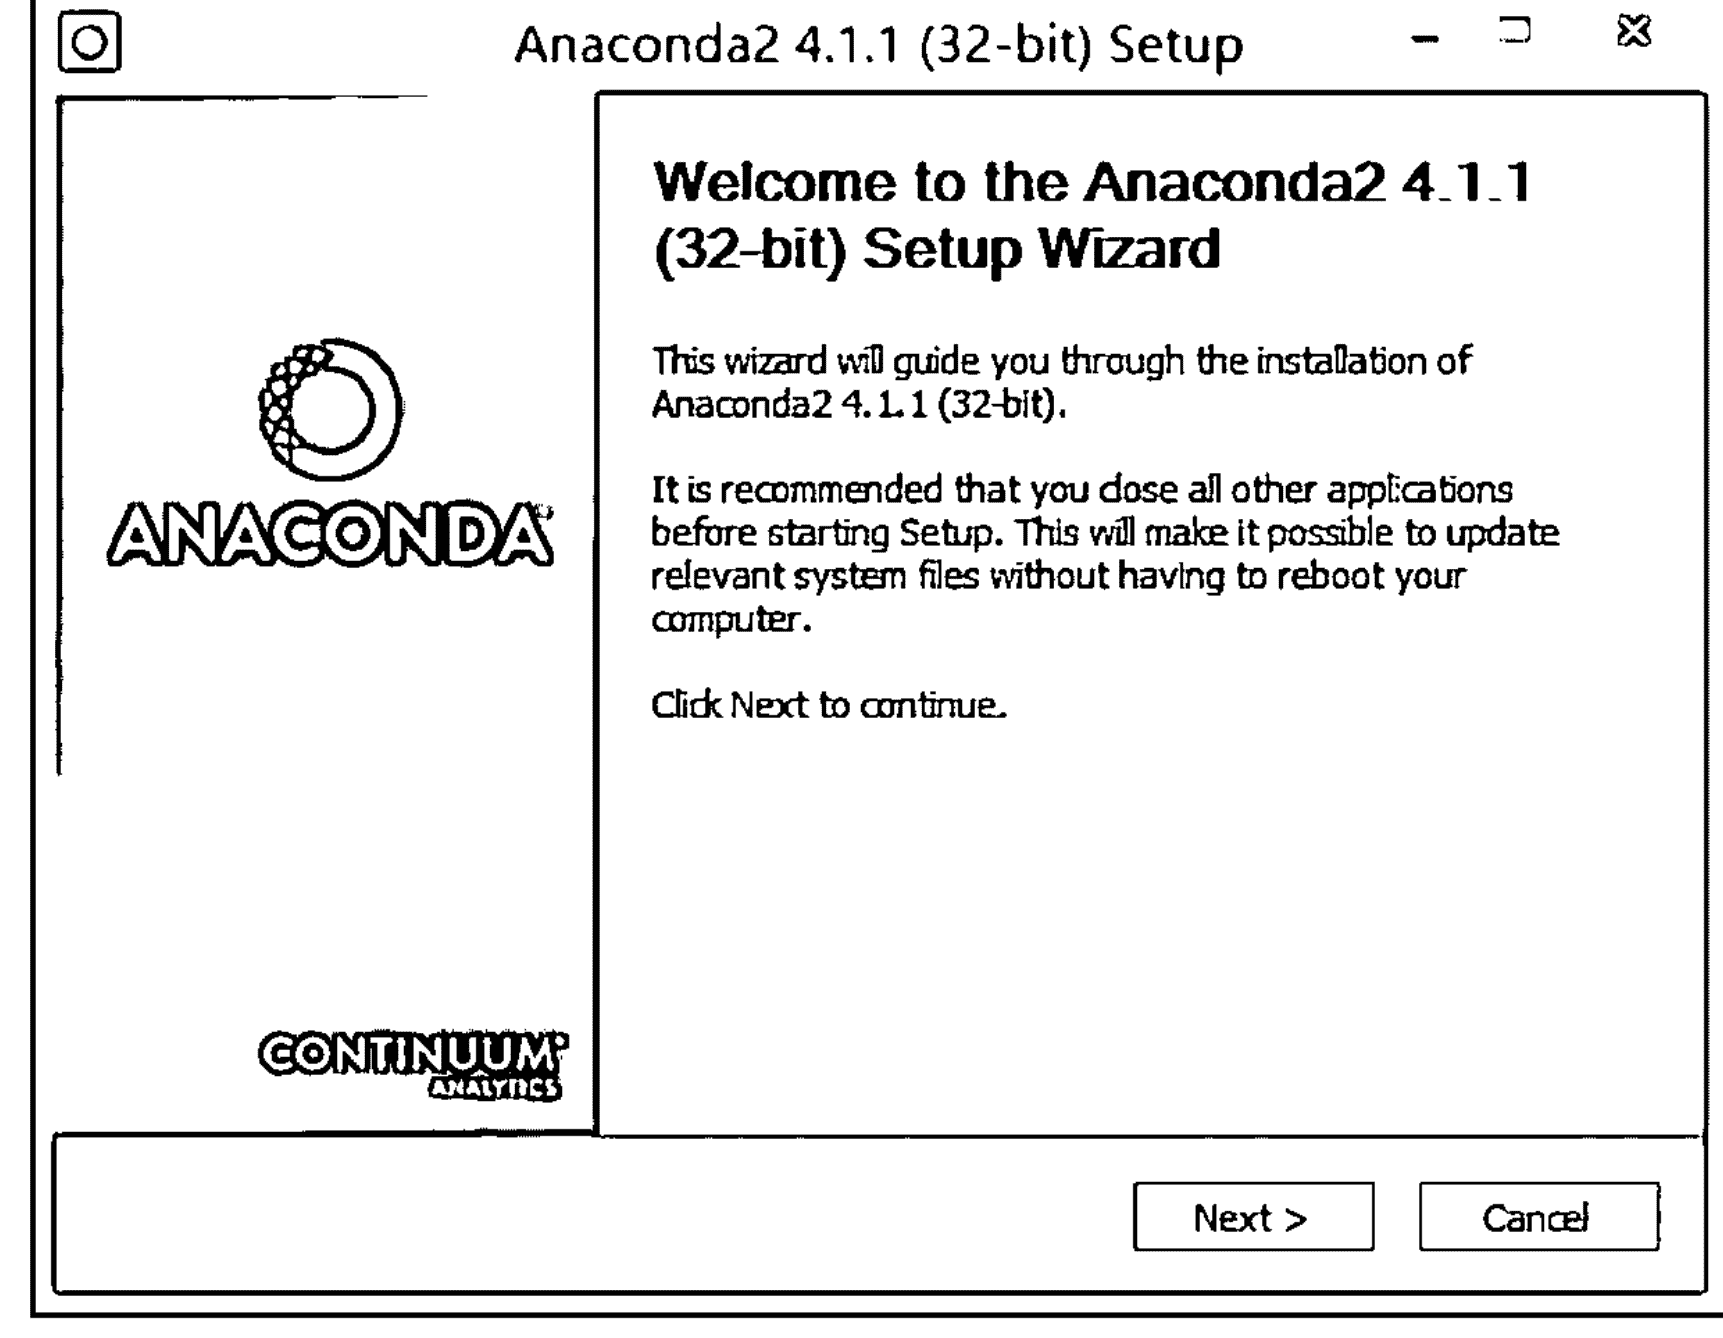 Anaconda2 4.1.1 (32-bit) Setup
Welcome to the Anaconda2 4.1.1
(32-bit) Setup Wizard
This wizard will guide you through the installation of
Anaconda2 4.1.1 (32-bit).
It is recommended that you close all other applications
before starting Setup. This will make it possible to update
relevant system files without having to reboot your
computer.
Click Next to continue.
ANACONDA
CONTINUUM
ANALYTICS
Next >
Cancel